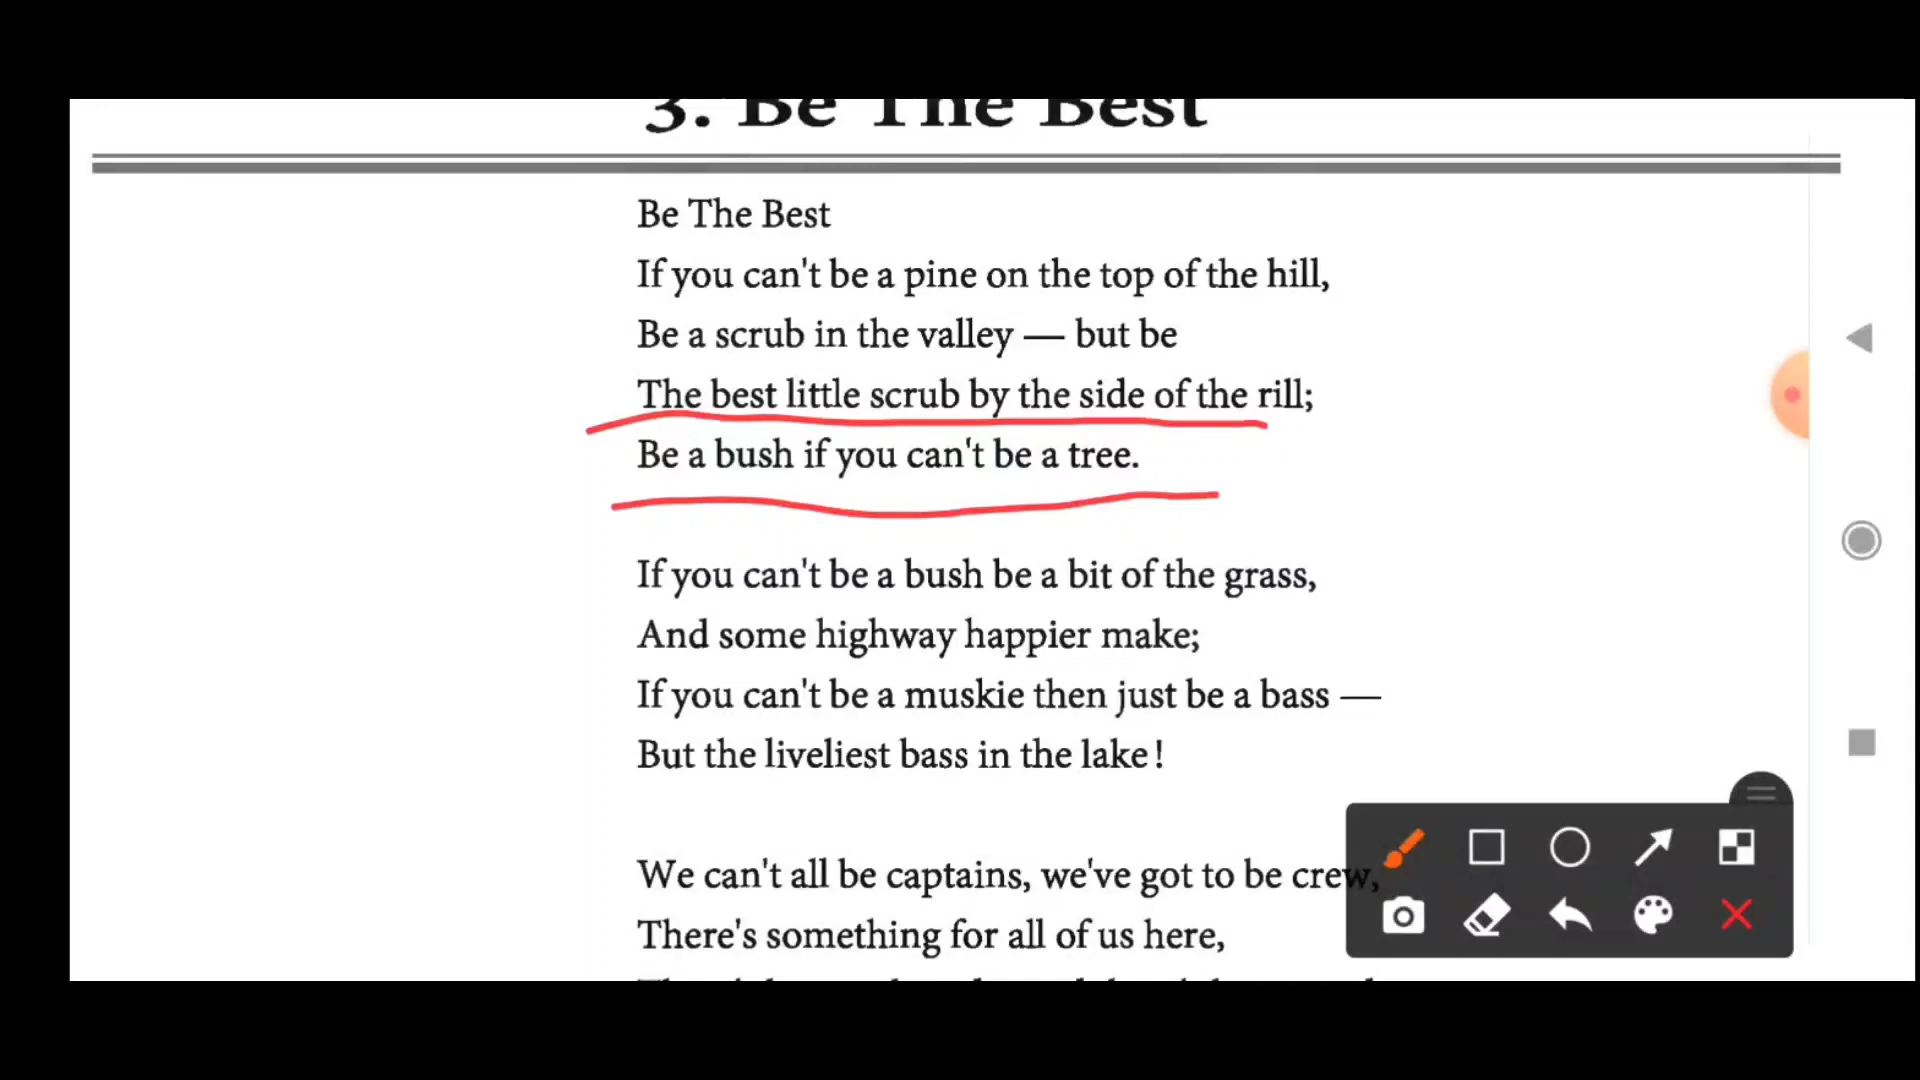 3. Be The Best
Be The Best
If you can't be a pine on the top of the hill,
Be a scrub in the valley — but be
The best little scrub by the side of the rill;
Be a bush if you can't be a tree.
If you can't be a bush be a bit of the grass,
And some highway happier make;
If you can't be a muskie then just be a bass —
But the liveliest bass in the lake!
We can't all be captains, we've got to be crew,
There's something for all of us here,